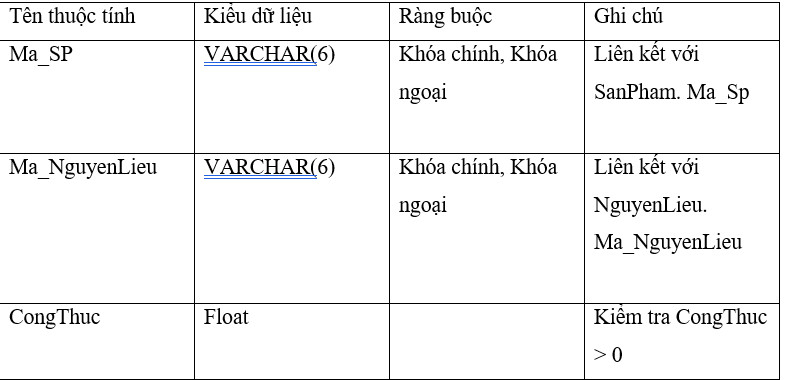 Tên thuộc tính Kiểu dữ liệu Ràng buộc Ghi chú
Ma_SP VARCHAR(6) Khóa chính, Khóa Liên kết với
ngoại SanPham. Ma_Sp
Ma_NguyenLieu VARCHAR(6) Khóa chính, Khóa Liên kết với
ngoại NguyenLieu.
Ma_NguyenLieu
CongThuc Float Kiểm tra CongThuc
> 0